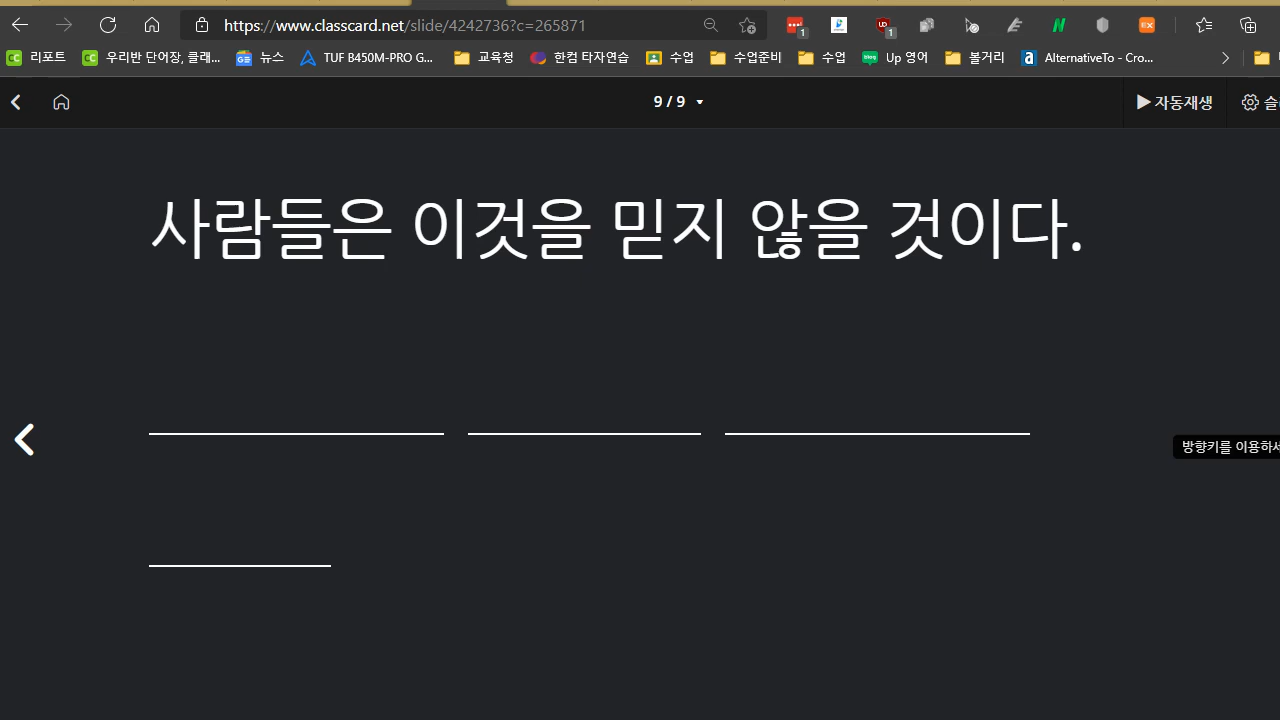 https://www.classcard.net/slide/4242736?c=265871
1
1
리포트
우리반 단어장, 클래...
뉴스
TUF B450M-PRO G...
교육청
한컴 타자연습
수업
수업준비
수업
Up 영어
볼거리
AlternativeTo - Cro...
9 / 9
자동재생
사람들은 이것을 믿지 않을 것이다.
방향키를 이용하세